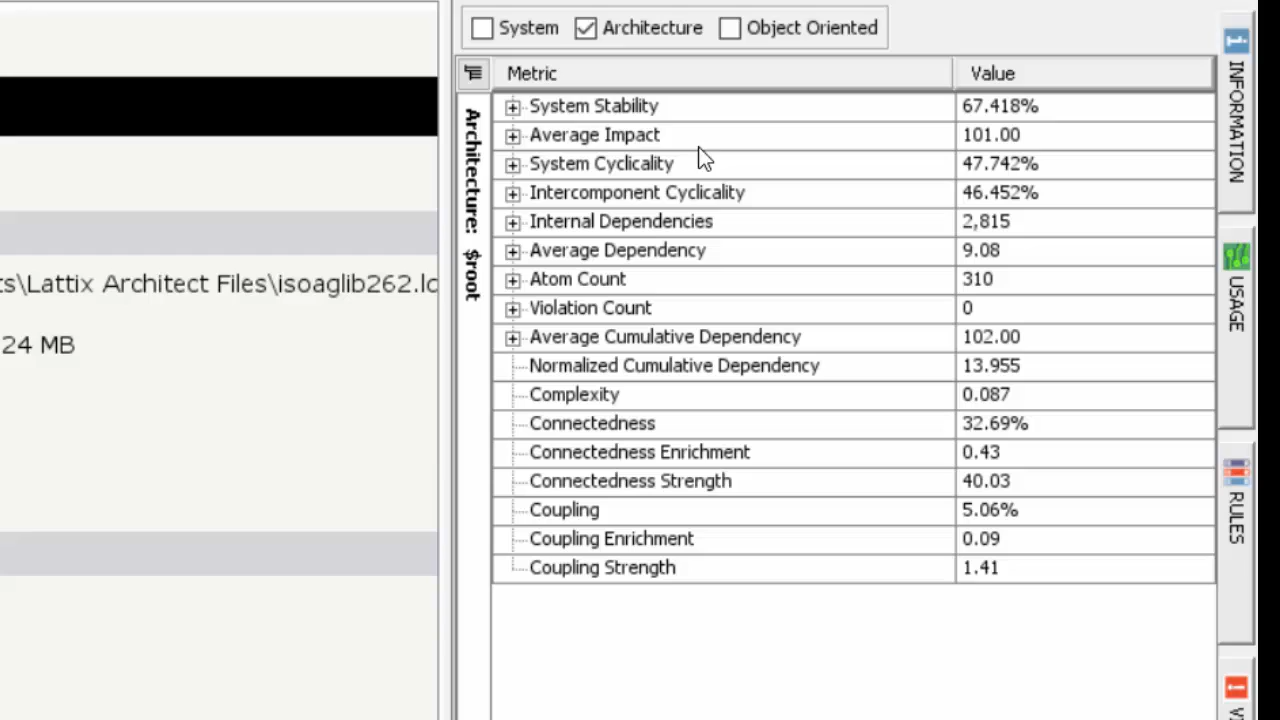 System
Architecture
Object Oriented
Metric
Value
Architecture: $root
System Stability 67.418%
Average Impact 101.00
System Cyclicality 47.742%
Intercomponent Cyclicality 46.452%
Internal Dependencies 2,815
Average Dependency 9.08
Atom Count 310
Violation Count 0
Average Cumulative Dependency 102.00
Normalized Cumulative Dependency 13.955
Complexity 0.087
Connectedness 32.69%
Connectedness Enrichment 0.43
Connectedness Strength 40.03
Coupling 5.06%
Coupling Enrichment 0.09
Coupling Strength 1.41
ts\Lattix Architect Files\isoaglib262.lc
24 MB
INFORMATION
USAGE
RULES